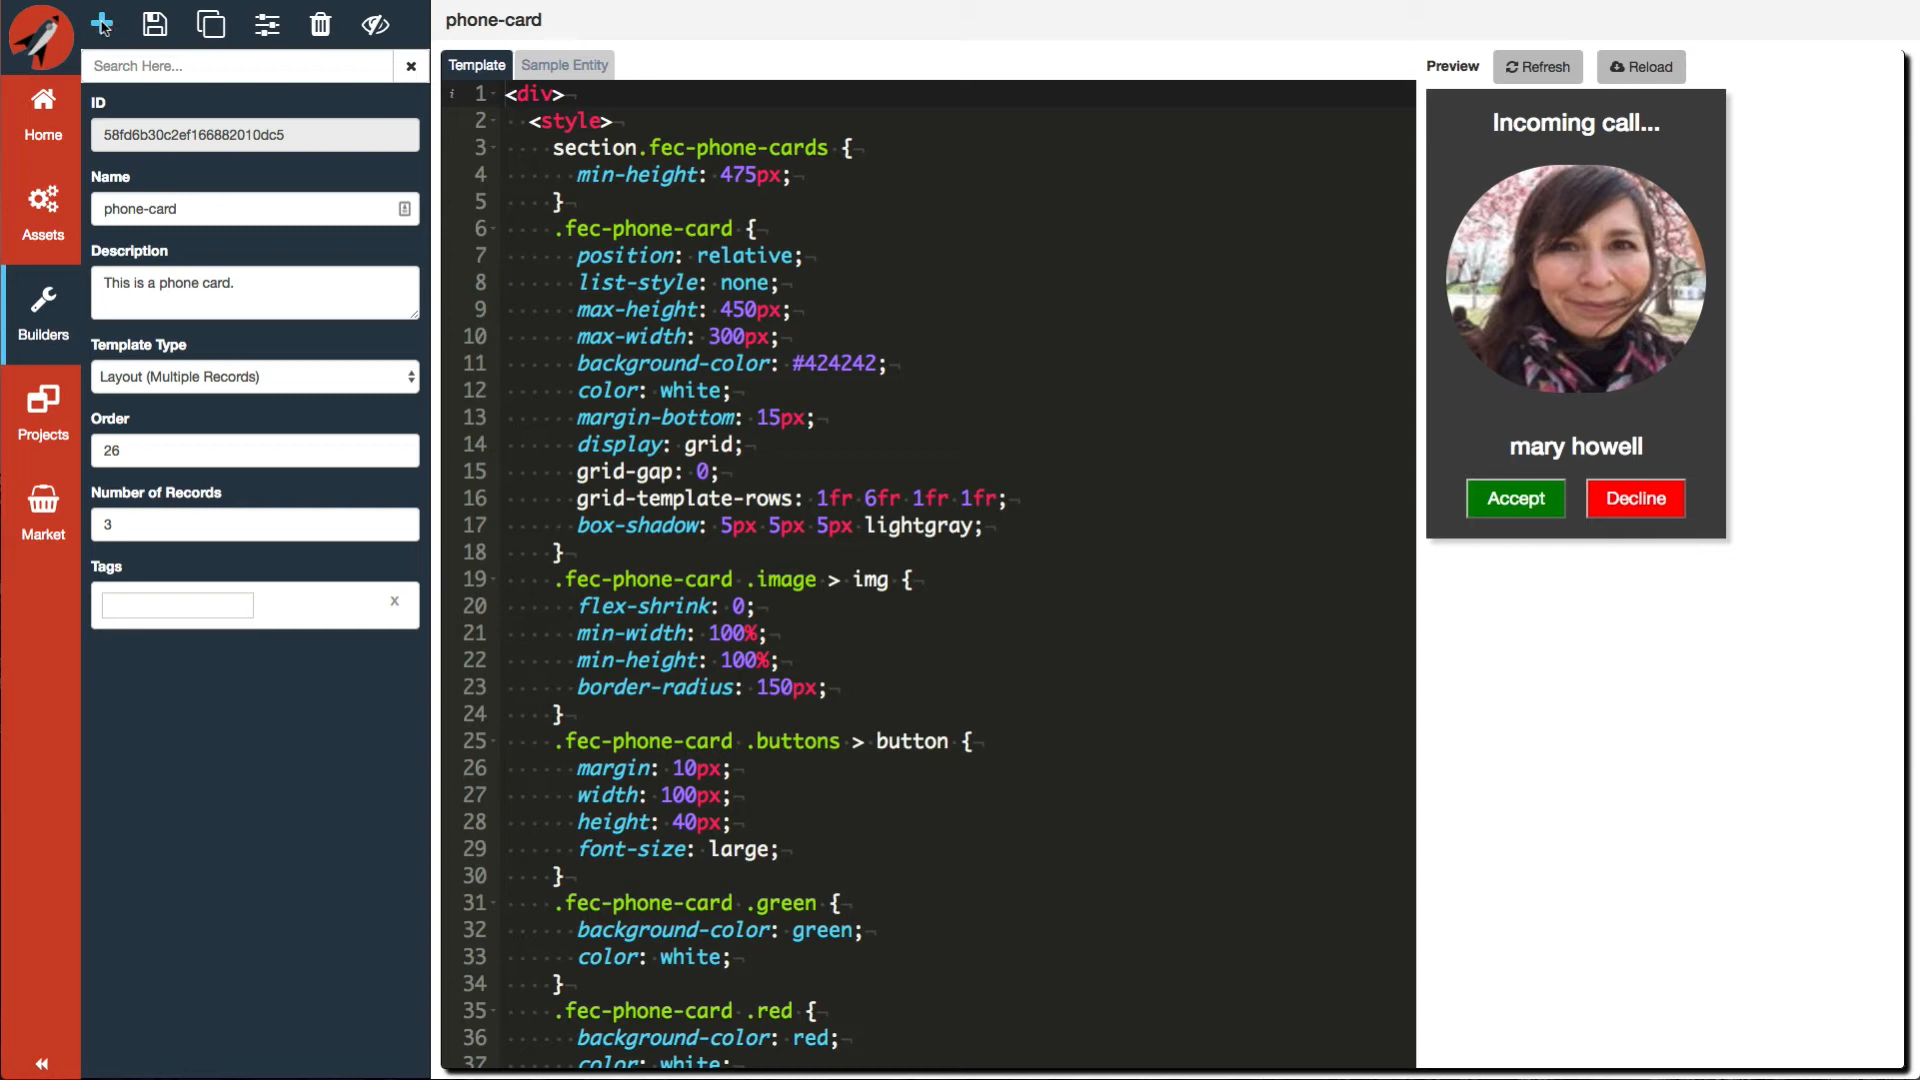 phone-card
Search Here...
Home
Assets
Builders
Projects
Market
ID
58fd6b30c2ef166882010dc5
Name
phone-card
Description
This is a phone card.
Template Type
Layout (Multiple Records)
Order
26
Number of Records
3
Tags
x
Template
Sample Entity
1 <div>
2 <style>
3 section.fec-phone-cards {
4 min-height: 475px;
5 }
6 .fec-phone-card {
7 position: relative;
8 list-style: none;
9 max-height: 450px;
10 max-width: 300px;
11 background-color: #424242;
12 color: white;
13 margin-bottom: 15px;
14 display: grid;
15 grid-gap: 0;
16 grid-template-rows: 1fr 6fr 1fr 1fr;
17 box-shadow: 5px 5px 5px lightgray;
18 }
19 .fec-phone-card .image > img {
20 flex-shrink: 0;
21 min-width: 100%;
22 min-height: 100%;
23 border-radius: 150px;
24 }
25 .fec-phone-card .buttons > button {
26 margin: 10px;
27 width: 100px;
28 height: 40px;
29 font-size: large;
30 }
31 .fec-phone-card .green {
32 background-color: green;
33 color: white;
34 }
35 .fec-phone-card .red {
36 background-color: red;
37 color: white;
Preview
Refresh
Reload
Incoming call...
mary howell
Accept
Decline